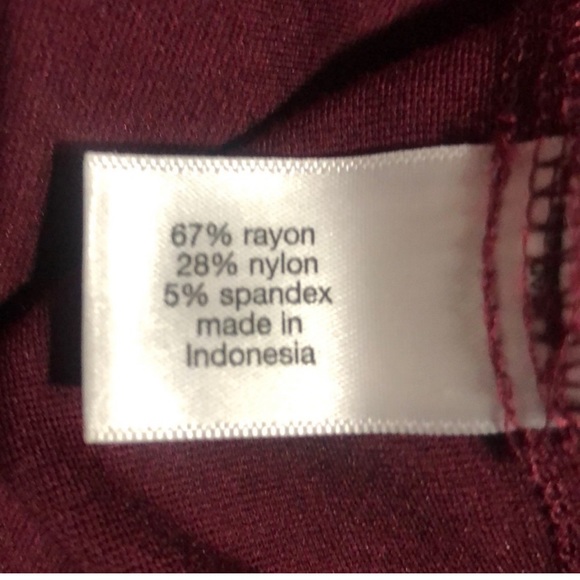 67% rayon
28% nylon
5% spandex
made in
Indonesia